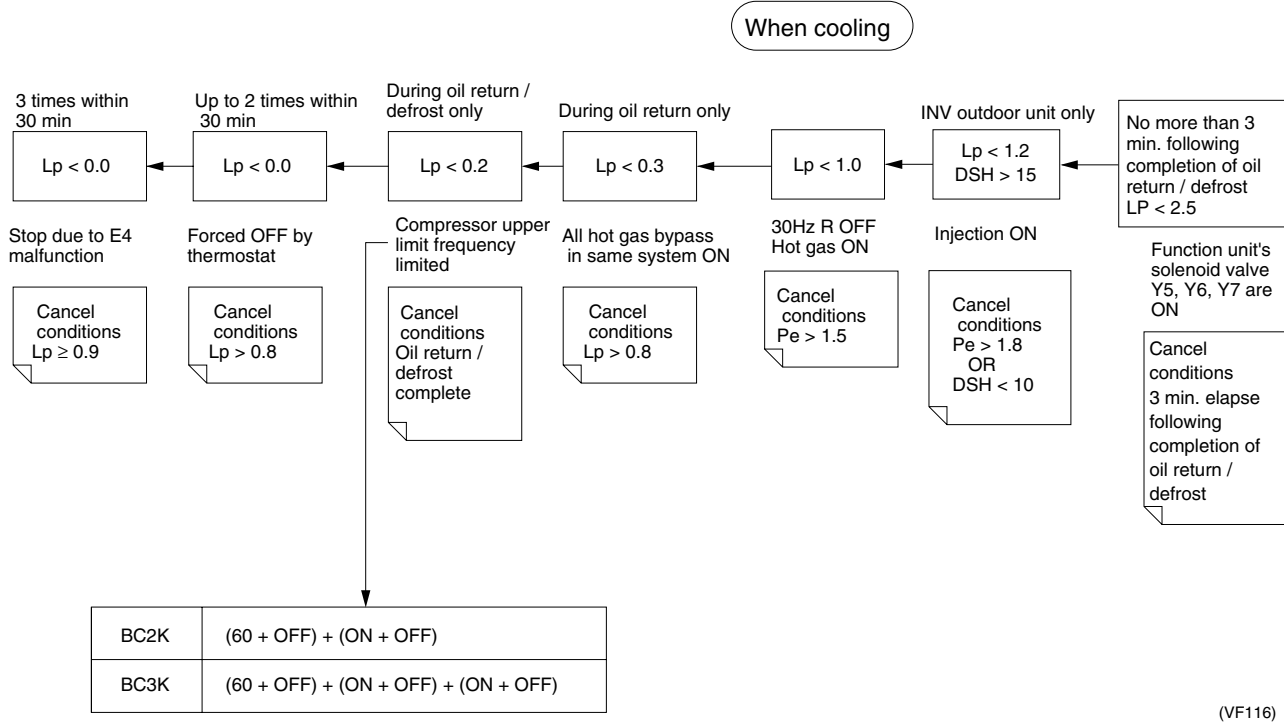 When cooling
3 times within
30 min
Lp < 0.0
Stop due to E4
malfunction
Cancel
conditions
Lp ≥ 0.9
Up to 2 times within
30 min
Lp < 0.0
Forced OFF by
thermostat
Cancel
conditions
Lp > 0.8
During oil return /
defrost only
Lp < 0.2
Compressor upper
limit frequency
limited
Cancel
conditions
Oil return /
defrost
complete
During oil return only
Lp < 0.3
All hot gas bypass
in same system ON
Cancel
conditions
Lp > 0.8
Lp < 1.0
30Hz R OFF
Hot gas ON
Cancel
conditions
Pe > 1.5
INV outdoor unit only
Lp < 1.2
DSH > 15
Injection ON
Cancel
conditions
Pe > 1.8
OR
DSH < 10
No more than 3
min. following
completion of oil
return / defrost
LP < 2.5
Function unit's
solenoid valve
Y5, Y6, Y7 are
ON
Cancel
conditions
3 min. elapse
following
completion of
oil return /
defrost
BC2K (60 + OFF) + (ON + OFF)
BC3K (60 + OFF) + (ON + OFF) + (ON + OFF)
(VF116)